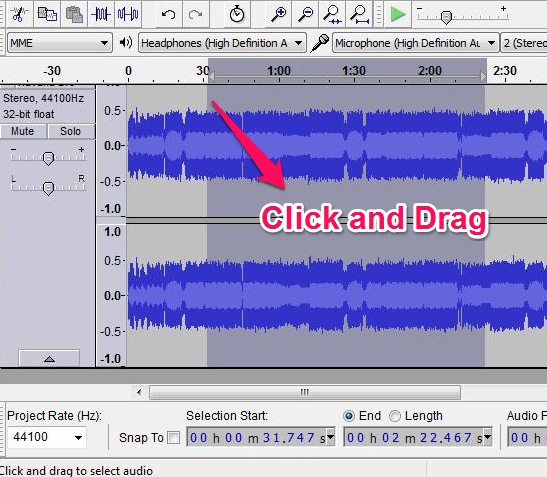 MME
Headphones (High Definition A
Microphone (High Definition Au
2 (Stereo
-30 0 30 1:00 1:30 2:00 2:30
Stereo, 44100Hz
32-bit float
Mute Solo
- +
L R
0.5
0.0
-0.5
-1.0
1.0
0.5
0.0
-0.5
-1.0
Click and Drag
Project Rate (Hz):
44100
Snap To
Selection Start:
00 h 00 m 31.747 s
End Length
00 h 02 m 22.467 s
Audio P
00 h
Click and drag to select audio